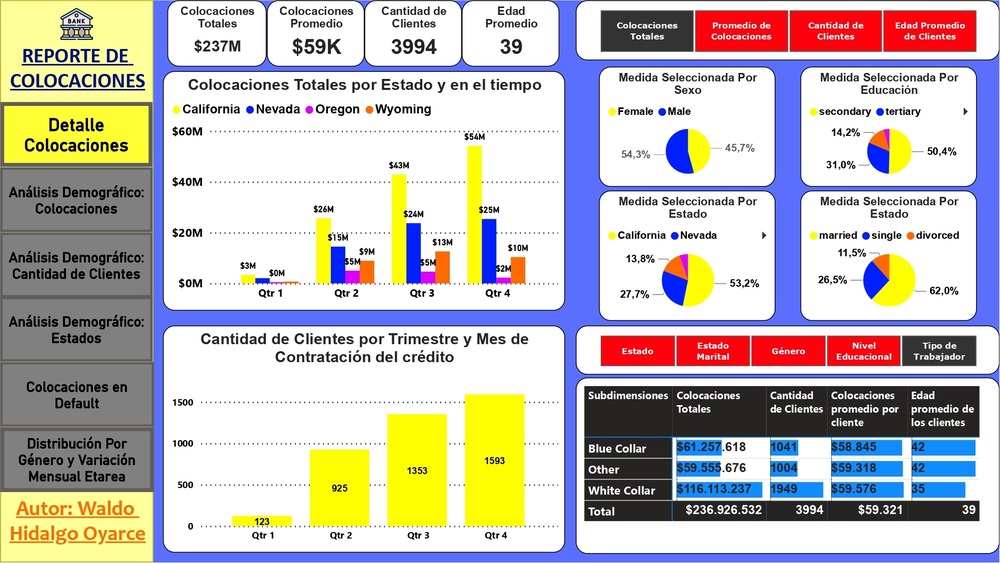 BANK
REPORTE DE
COLOCACIONES
Detalle
Colocaciones
Análisis Demográfico:
Colocaciones
Análisis Demográfico:
Cantidad de Clientes
Análisis Demográfico:
Estados
Colocaciones en
Default
Distribución Por
Género y Variación
Mensual Etarea
Autor: Waldo
Hidalgo Oyarce
Colocaciones
Totales
$237M
Colocaciones
Promedio
$59K
Cantidad de
Clientes
3994
Edad
Promedio
39
Colocaciones Totales por Estado y en el tiempo
California Nevada Oregon Wyoming
$60M
$40M
$20M
$0M
$3M
$0M
$26M
$15M
$5M
$9M
$43M
$24M
$5M
$13M
$54M
$25M
$2M
$10M
Qtr 1 Qtr 2 Qtr 3 Qtr 4
Cantidad de Clientes por Trimestre y Mes de
Contratación del crédito
1500
1000
500
0
123
925
1353
1593
Qtr 1 Qtr 2 Qtr 3 Qtr 4
Colocaciones
Totales
Promedio de
Colocaciones
Cantidad de
Clientes
Edad Promedio
de Clientes
Medida Seleccionada Por
Sexo
Female Male
54,3%
45,7%
Medida Seleccionada Por
Educación
secondary tertiary
14,2%
31,0%
50,4%
Medida Seleccionada Por
Estado
California Nevada
13,8%
27,7%
53,2%
Medida Seleccionada Por
Estado
married single divorced
11,5%
26,5%
62,0%
Estado
Estado
Marital
Género
Nivel
Educacional
Tipo de
Trabajador
Subdimensiones
Colocaciones
Totales
Cantidad
de Clientes
Colocaciones
promedio por
cliente
Edad
promedio de
los clientes
Blue Collar $61.257.618 1041 $58.845 42
Other $59.555.676 1004 $59.318 42
White Collar $116.113.237 1949 $59.576 35
Total $236.926.532 3994 $59.321 39